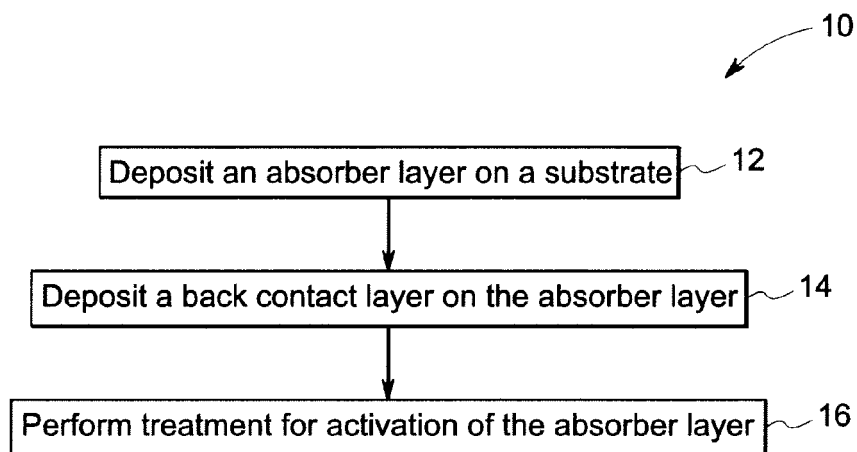 10
Deposit an absorber layer on a substrate 12
Deposit a back contact layer on the absorber layer 14
Perform treatment for activation of the absorber layer 16